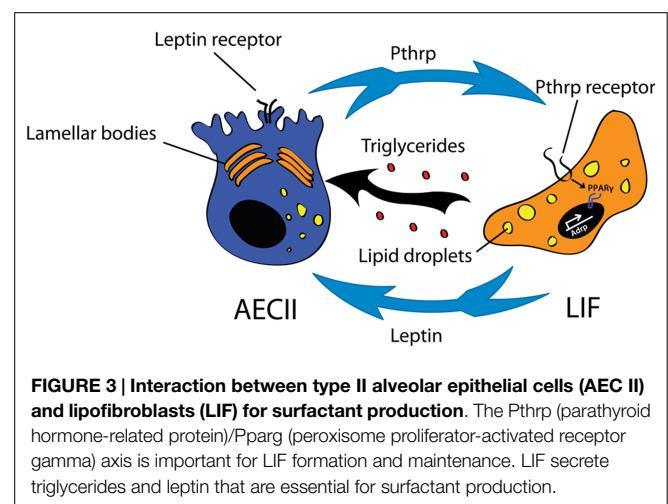 Leptin receptor
Pthrp
Pthrp receptor
Lamellar bodies
Triglycerides
PPARγ
Adrp
Lipid droplets
AECII
LIF
Leptin
FIGURE 3 | Interaction between type II alveolar epithelial cells (AEC II)
and lipofibroblasts (LIF) for surfactant production. The Pthrp (parathyroid
hormone-related protein)/Pparg (peroxisome proliferator-activated receptor
gamma) axis is important for LIF formation and maintenance. LIF secrete
triglycerides and leptin that are essential for surfactant production.